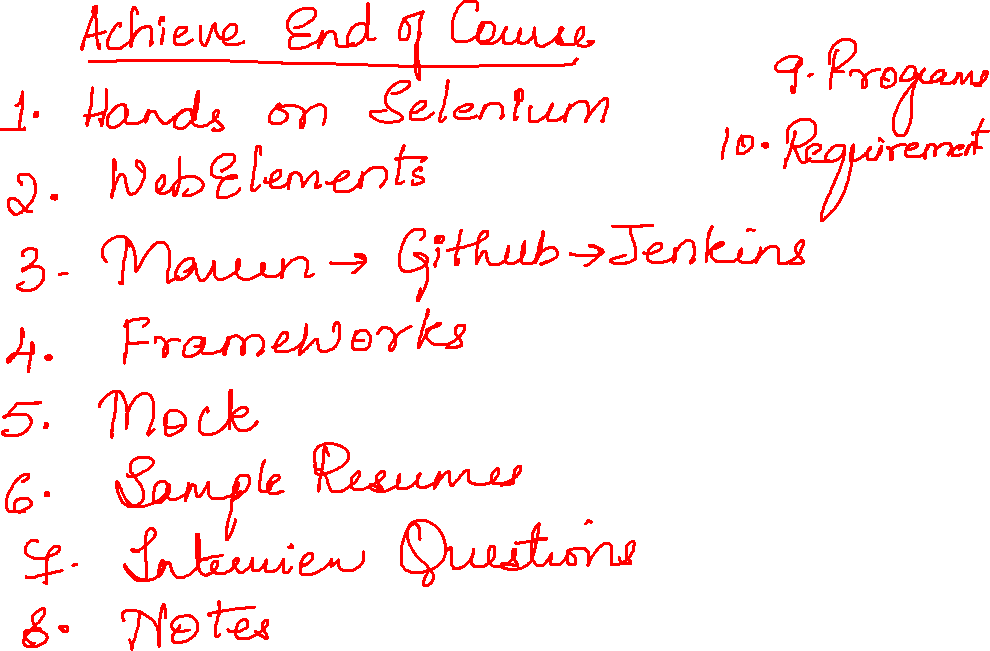 Achieve End of Course
1. Hands on Selenium
2. WebElements
3. Maven → Github → Jenkins
4. Frameworks
5. Mock
6. Sample Resumes
7. Interview Questions
8. Notes
9. Programs
10. Requirement